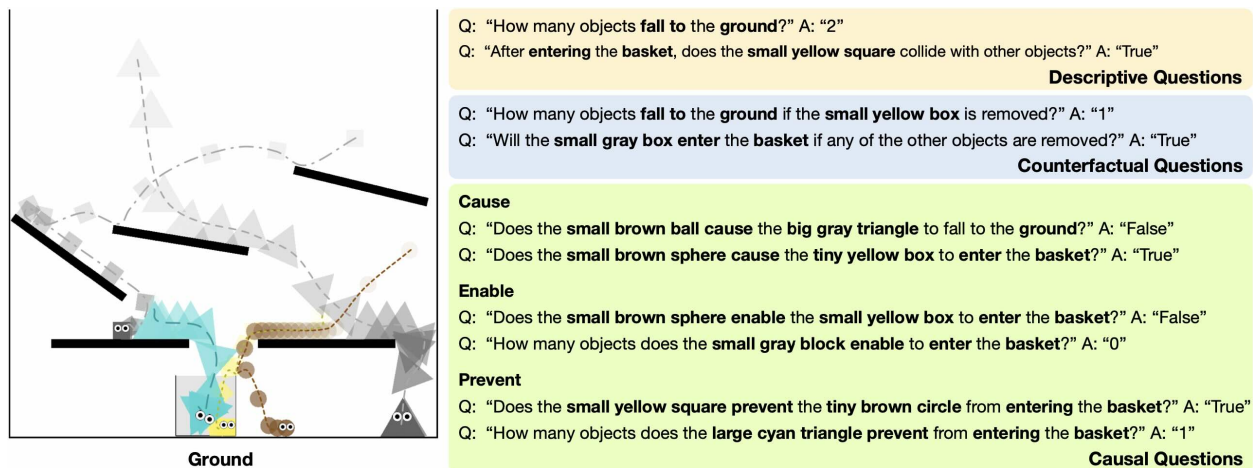 Ground
Q: “How many objects fall to the ground?” A: “2”
Q: “After entering the basket, does the small yellow square collide with other objects?” A: “True”
Descriptive Questions
Q: “How many objects fall to the ground if the small yellow box is removed?” A: “1”
Q: “Will the small gray box enter the basket if any of the other objects are removed?” A: “True”
Counterfactual Questions
Cause
Q: “Does the small brown ball cause the big gray triangle to fall to the ground?” A: “False”
Q: “Does the small brown sphere cause the tiny yellow box to enter the basket?” A: “True”
Enable
Q: “Does the small brown sphere enable the small yellow box to enter the basket?” A: “False”
Q: “How many objects does the small gray block enable to enter the basket?” A: “0”
Prevent
Q: “Does the small yellow square prevent the tiny brown circle from entering the basket?” A: “True”
Q: “How many objects does the large cyan triangle prevent from entering the basket?” A: “1”
Causal Questions